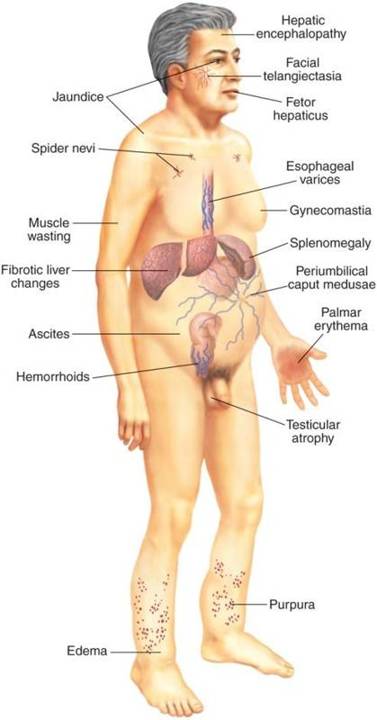 Hepatic
encephalopathy
Facial
telangiectasia
Jaundice
Fetor
hepaticus
Spider nevi
Esophageal
varices
Gynecomastia
Muscle
wasting
Splenomegaly
Fibrotic liver
changes
Periumbilical
caput medusae
Palmar
erythema
Ascites
Hemorrhoids
Testicular
atrophy
Purpura
Edema